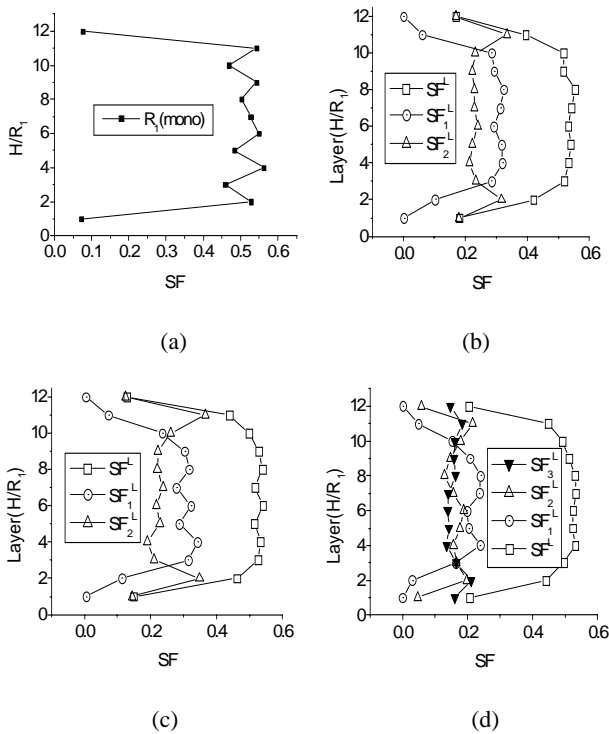 12
10
8
6
4
2
0
H/R₁
R₁(mono)
0.0 0.1 0.2 0.3 0.4 0.5 0.6
SF
(a)
12
10
8
6
4
2
0
Layer(H/R₁)
SFᴸ
SF₁ᴸ
SF₂ᴸ
0.0 0.2 0.4 0.6
SF
(b)
12
10
8
6
4
2
0
Layer(H/R₁)
SFᴸ
SF₁ᴸ
SF₂ᴸ
0.0 0.2 0.4 0.6
SF
(c)
12
10
8
6
4
2
0
Layer(H/R₁)
SF₃ᴸ
SF₂ᴸ
SF₁ᴸ
SFᴸ
0.0 0.2 0.4 0.6
SF
(d)